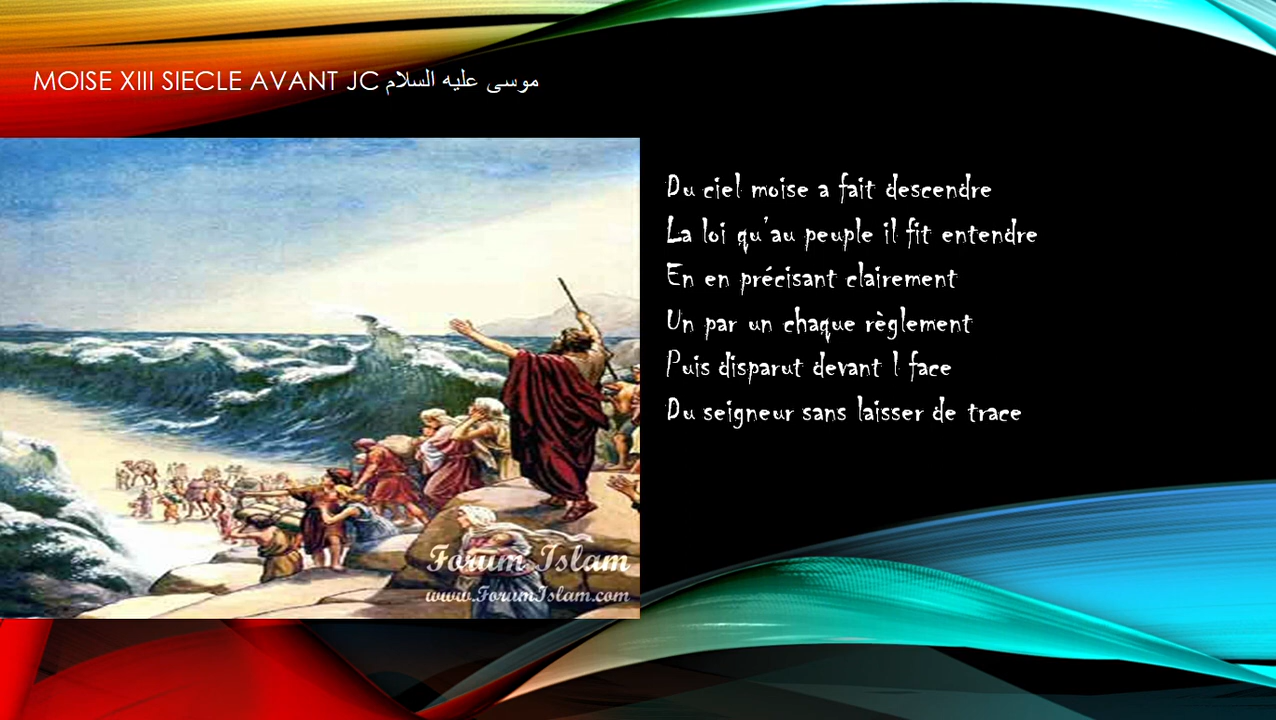 MOISE XIII SIECLE AVANT JC موسى عليه السلام
Du ciel moise a fait descendre
La loi qu'au peuple il fit entendre
En en précisant clairement
Un par un chaque règlement
Puis disparut devant l face
Du seigneur sans laisser de trace
Forum Islam
www.ForumIslam.com